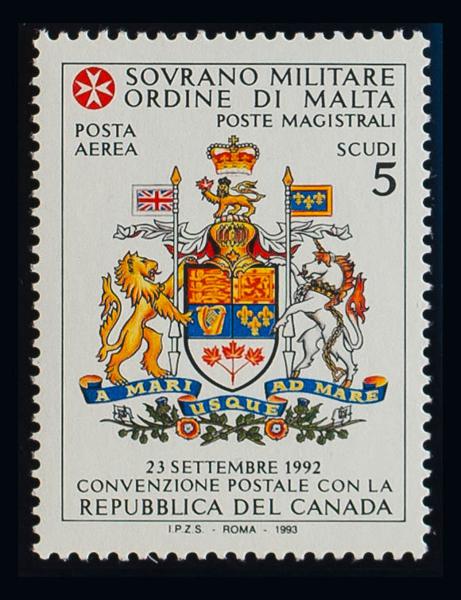 SOVRANO MILITARE
ORDINE DI MALTA
POSTE MAGISTRALI
POSTA
AEREA
SCUDI
5
A MARI USQUE AD MARE
23 SETTEMBRE 1992
CONVENZIONE POSTALE CON LA
REPUBBLICA DEL CANADA
I.P.Z.S. - ROMA - 1993